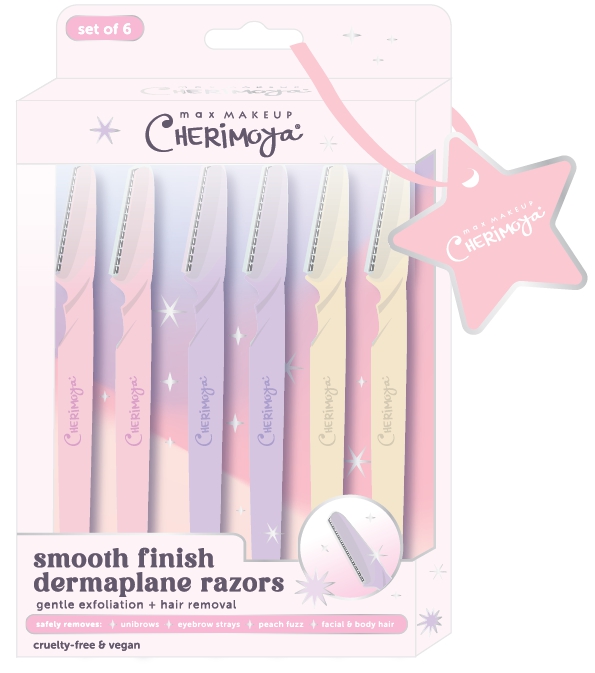 set of 6
max MAKEUP
CHERIMOYA
max MAKEUP
CHERIMOYA
CHERIMOYA
CHERIMOYA
CHERIMOYA
CHERIMOYA
CHERIMOYA
CHERIMOYA
smooth finish
dermaplane razors
gentle exfoliation + hair removal
safely removes: unibrows eyebrow strays peach fuzz facial & body hair
cruelty-free & vegan